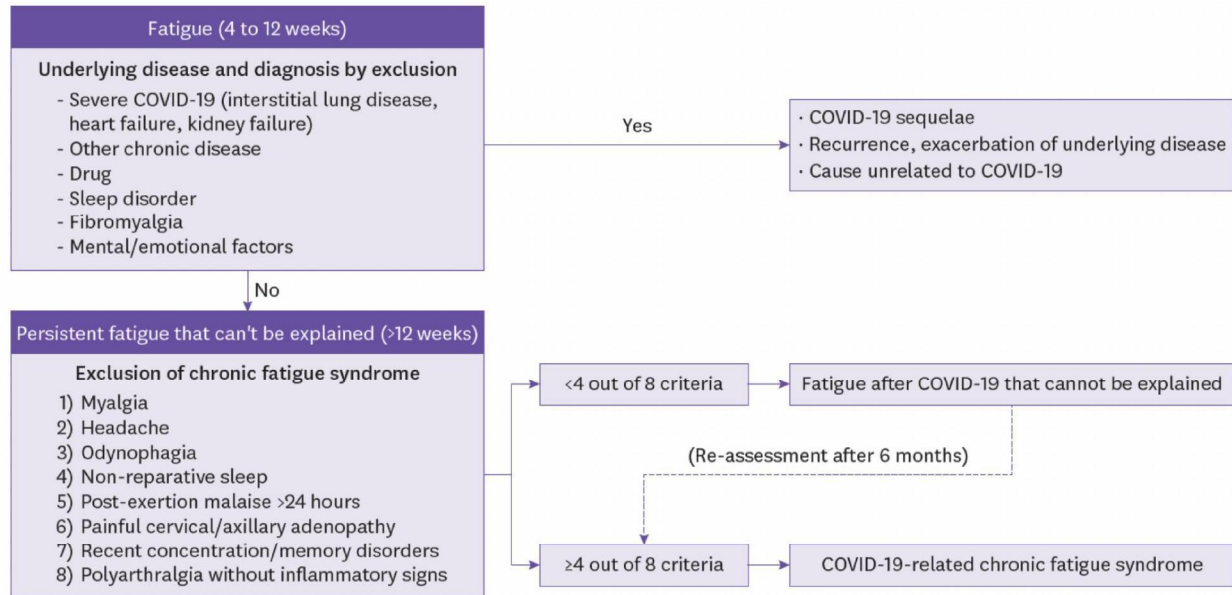 Fatigue (4 to 12 weeks)
Underlying disease and diagnosis by exclusion
- Severe COVID-19 (interstitial lung disease,
heart failure, kidney failure)
- Other chronic disease
- Drug
- Sleep disorder
- Fibromyalgia
- Mental/emotional factors
Yes
· COVID-19 sequelae
· Recurrence, exacerbation of underlying disease
· Cause unrelated to COVID-19
No
Persistent fatigue that can't be explained (>12 weeks)
Exclusion of chronic fatigue syndrome
1) Myalgia
2) Headache
3) Odynophagia
4) Non-reparative sleep
5) Post-exertion malaise >24 hours
6) Painful cervical/axillary adenopathy
7) Recent concentration/memory disorders
8) Polyarthralgia without inflammatory signs
<4 out of 8 criteria
Fatigue after COVID-19 that cannot be explained
(Re-assessment after 6 months)
≥4 out of 8 criteria
COVID-19-related chronic fatigue syndrome